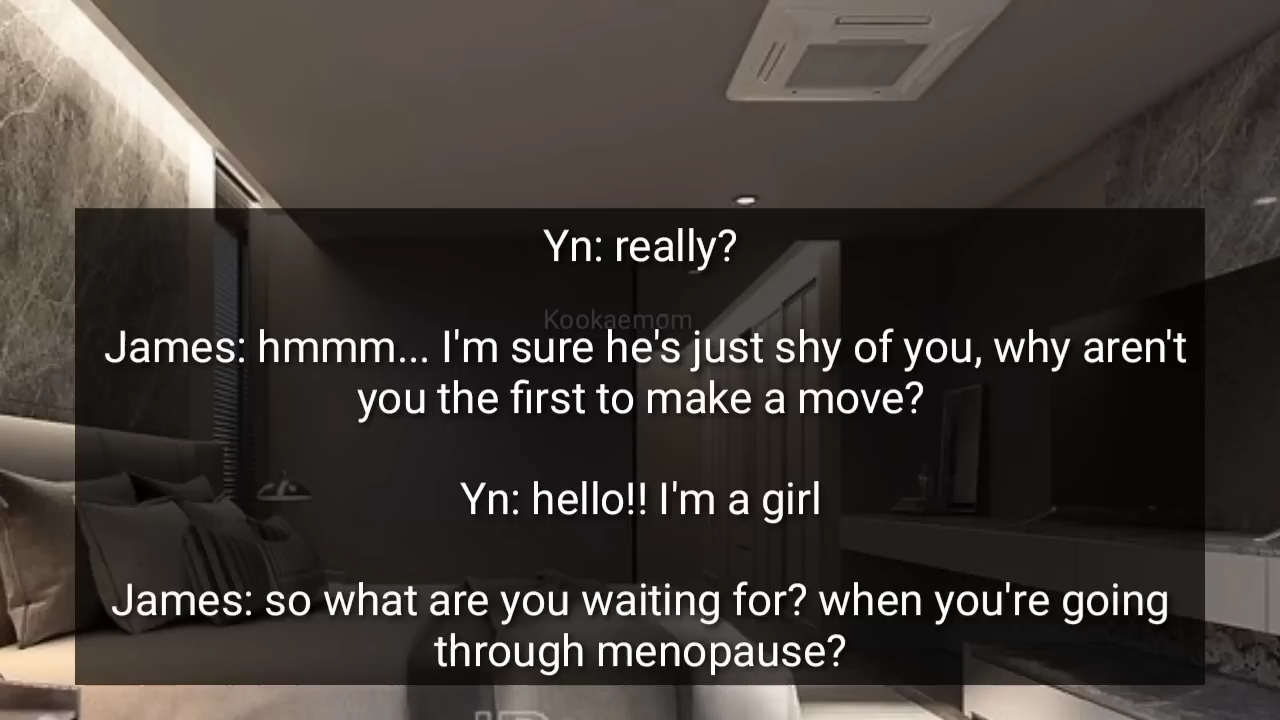 Yn: really?
Kookaemom
James: hmmm... I'm sure he's just shy of you, why aren't
you the first to make a move?
Yn: hello!! I'm a girl
James: so what are you waiting for? when you're going
through menopause?